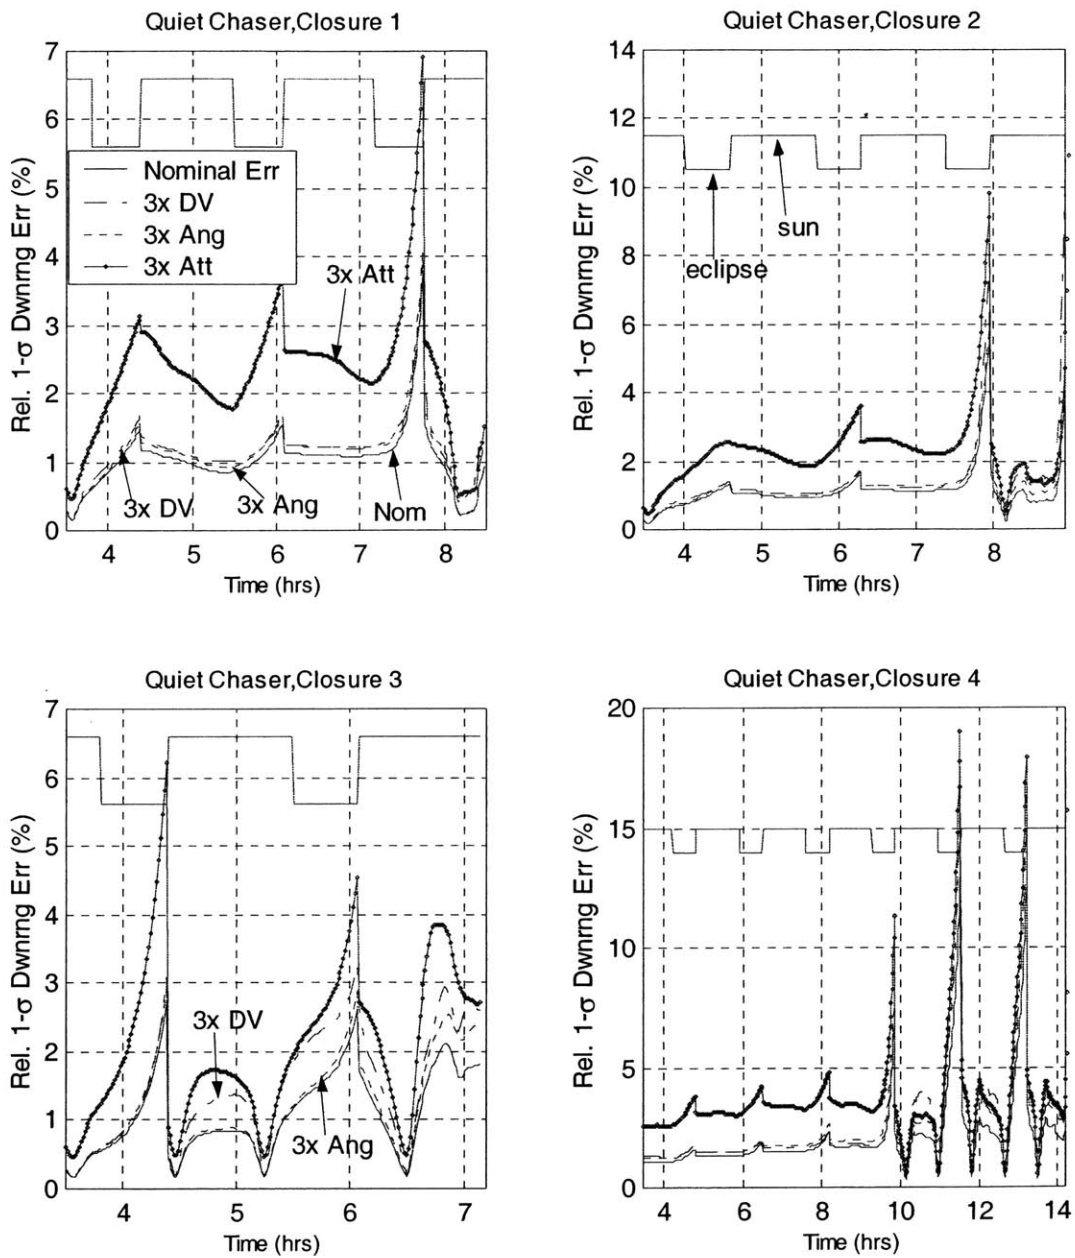 Quiet Chaser,Closure 1
Rel. 1-σ Dwnrng Err (%)
7
6
5
4
3
2
1
0
Nominal Err
3x DV
3x Ang
3x Att
3x Att
3x DV
3x Ang
Nom
4 5 6 7 8
Time (hrs)
Quiet Chaser,Closure 2
Rel. 1-σ Dwnrng Err (%)
14
12
10
8
6
4
2
0
sun
eclipse
4 5 6 7 8
Time (hrs)
Quiet Chaser,Closure 3
Rel. 1-σ Dwnrng Err (%)
7
6
5
4
3
2
1
0
3x DV
3x Ang
4 5 6 7
Time (hrs)
Quiet Chaser,Closure 4
Rel. 1-σ Dwnrng Err (%)
20
15
10
5
0
4 6 8 10 12 14
Time (hrs)